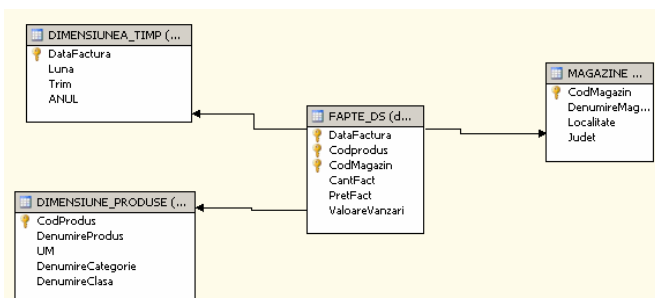 DIMENSIUNEA_TIMP (...
DataFactura
Luna
Trim
ANUL
MAGAZINE ...
CodMagazin
DenumireMag...
Localitate
Judet
FAPTE_DS (d...
DataFactura
Codprodus
CodMagazin
CantFact
PretFact
ValoareVanzari
DIMENSIUNE_PRODUSE (...
CodProdus
DenumireProdus
UM
DenumireCategorie
DenumireClasa